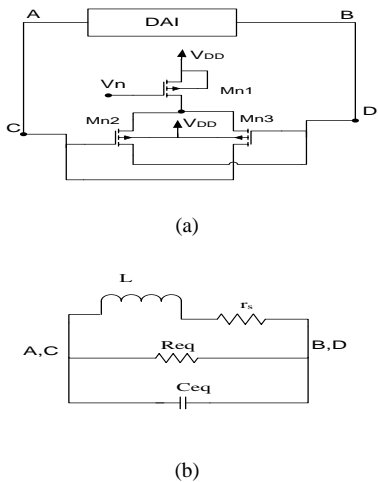 A
DAI
B
VDD
Vn
Mn1
C
Mn2
VDD
Mn3
D
(a)
L
rs
A,C
Req
B,D
Ceq
(b)